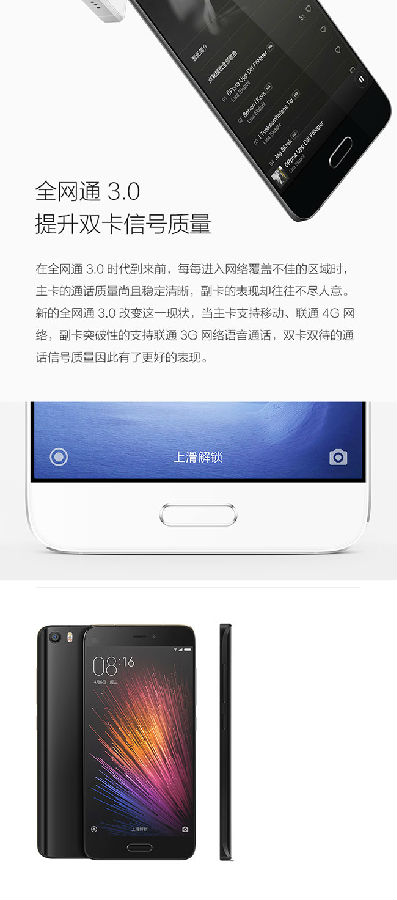 全网通 3.0
提升双卡信号质量
在全网通 3.0 时代到来前，每每进入网络覆盖不佳的区域时，
主卡的通话质量尚且稳定清晰，副卡的表现却往往不尽人意。
新的全网通 3.0 改变这一现状，当主卡支持移动、联通 4G 网
络，副卡突破性的支持联通 3G 网络语音通话，双卡双待的通
话信号质量因此有了更好的表现。
上滑解锁
08:16
上滑解锁